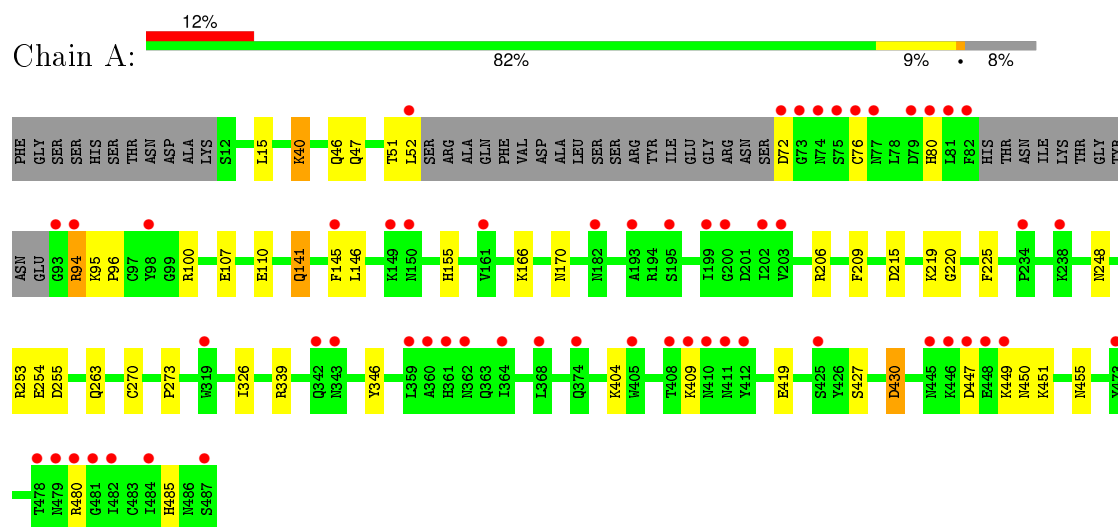 12%
Chain A:
82% 9% • 8%
PHE GLY SER SER HIS SER THR ASN ASP ALA LYS S12 L15 K40 Q46 Q47 T51 L52 SER ARG ALA GLN PHE VAL ASP ALA LEU SER SER ARG TYR ILE GLU GLY ARG ASN SER D72 G73 N74 S75 C76 N77 L78 D79 H80 L81 F82 HIS THR ASN ILE LYS THR GLY TYR
ASN GLU G93 R94 K95 P96 C97 Y98 G99 R100 E107 E110 Q141 F145 L146 K149 N150 H155 V161 K166 N170 N182 A193 R194 S195 I199 G200 D201 I202 V203 R206 F209 D215 K219 G220 F225 P234 K238 N248
R253 E254 D255 Q263 C270 P273 W319 I326 R339 Q342 N343 Y346 L359 A360 H361 N362 Q363 I364 L368 Q374 K404 W405 T408 K409 N410 N411 Y412 E419 S425 Y426 S427 D430 N445 K446 D447 E448 K449 N450 K451 N455 Y473
T478 N479 R480 G481 I482 C483 I484 H485 N486 S487